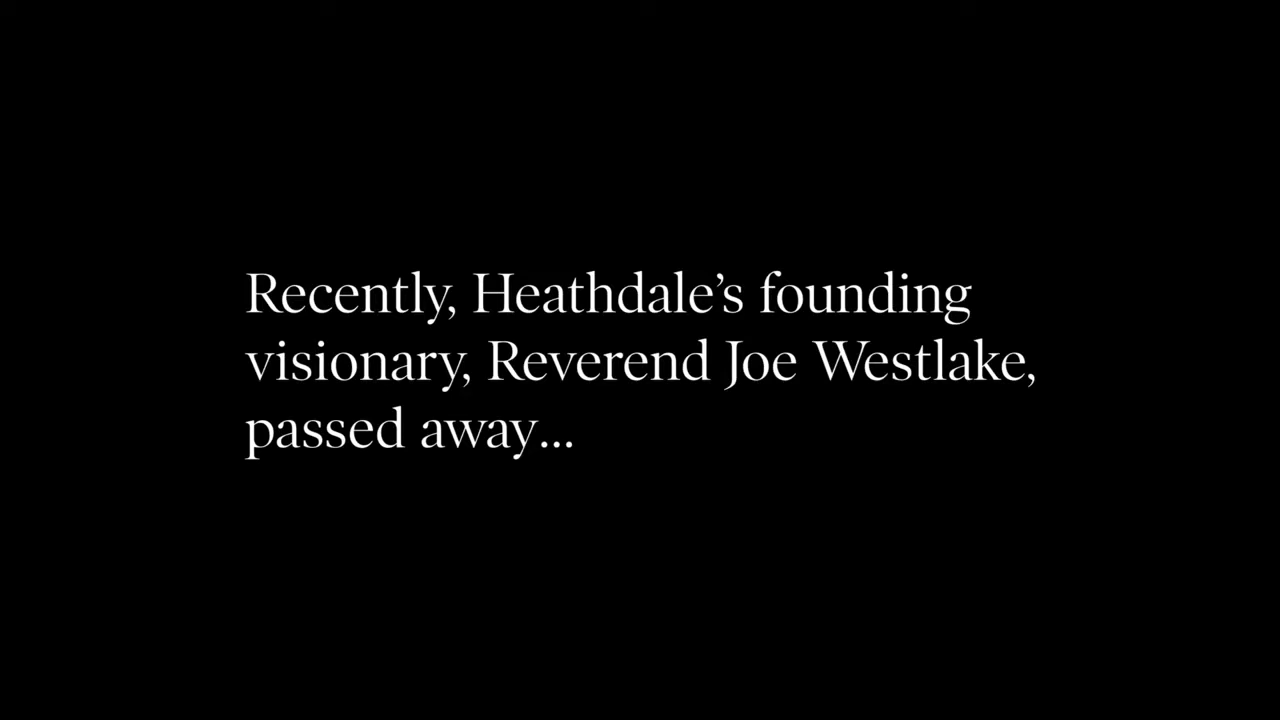 Recently, Heathdale’s founding
visionary, Reverend Joe Westlake,
passed away...